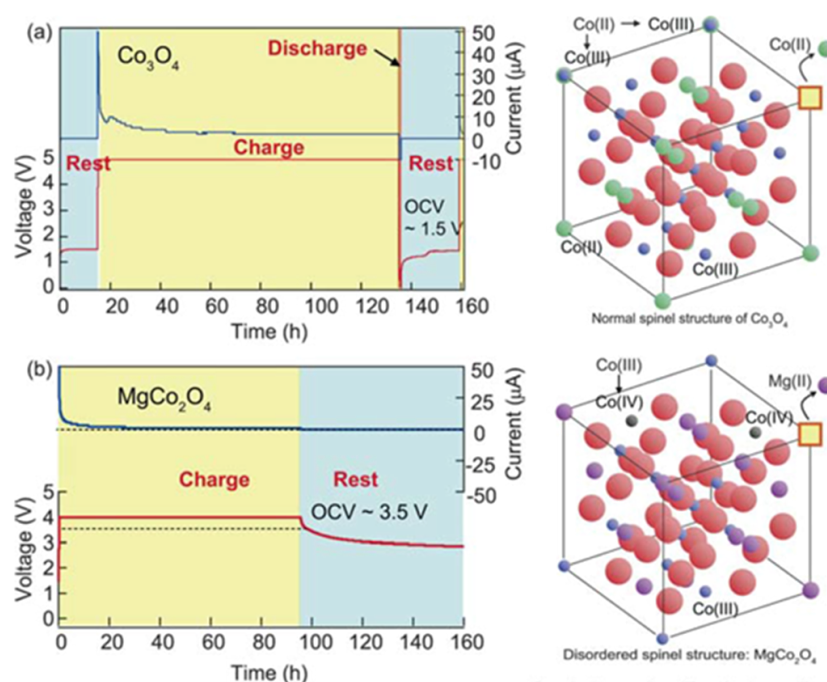 (a)
Co₃O₄
Discharge
Rest
Charge
Rest
OCV
~ 1.5 V
Voltage (V)
5
4
3
2
1
0
Current (μA)
50
40
30
20
10
0
-10
0 20 40 60 80 100 120 140 160
Time (h)
Co(II) → Co(III)
Co(III)
Co(II)
Co(II)
Co(III)
Normal spinel structure of Co₃O₄
(b)
MgCo₂O₄
Charge
Rest
OCV ~ 3.5 V
Voltage (V)
5
4
3
2
1
0
Current (μA)
50
25
0
-25
-50
0 20 40 60 80 100 120 140 160
Time (h)
Co(III)
Co(IV)
Mg(II)
Co(IV)
Co(III)
Disordered spinel structure: MgCo₂O₄